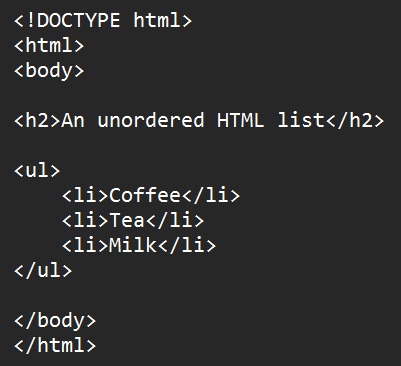 <!DOCTYPE html>
<html>
<body>

<h2>An unordered HTML list</h2>

<ul>
    <li>Coffee</li>
    <li>Tea</li>
    <li>Milk</li>
</ul>

</body>
</html>